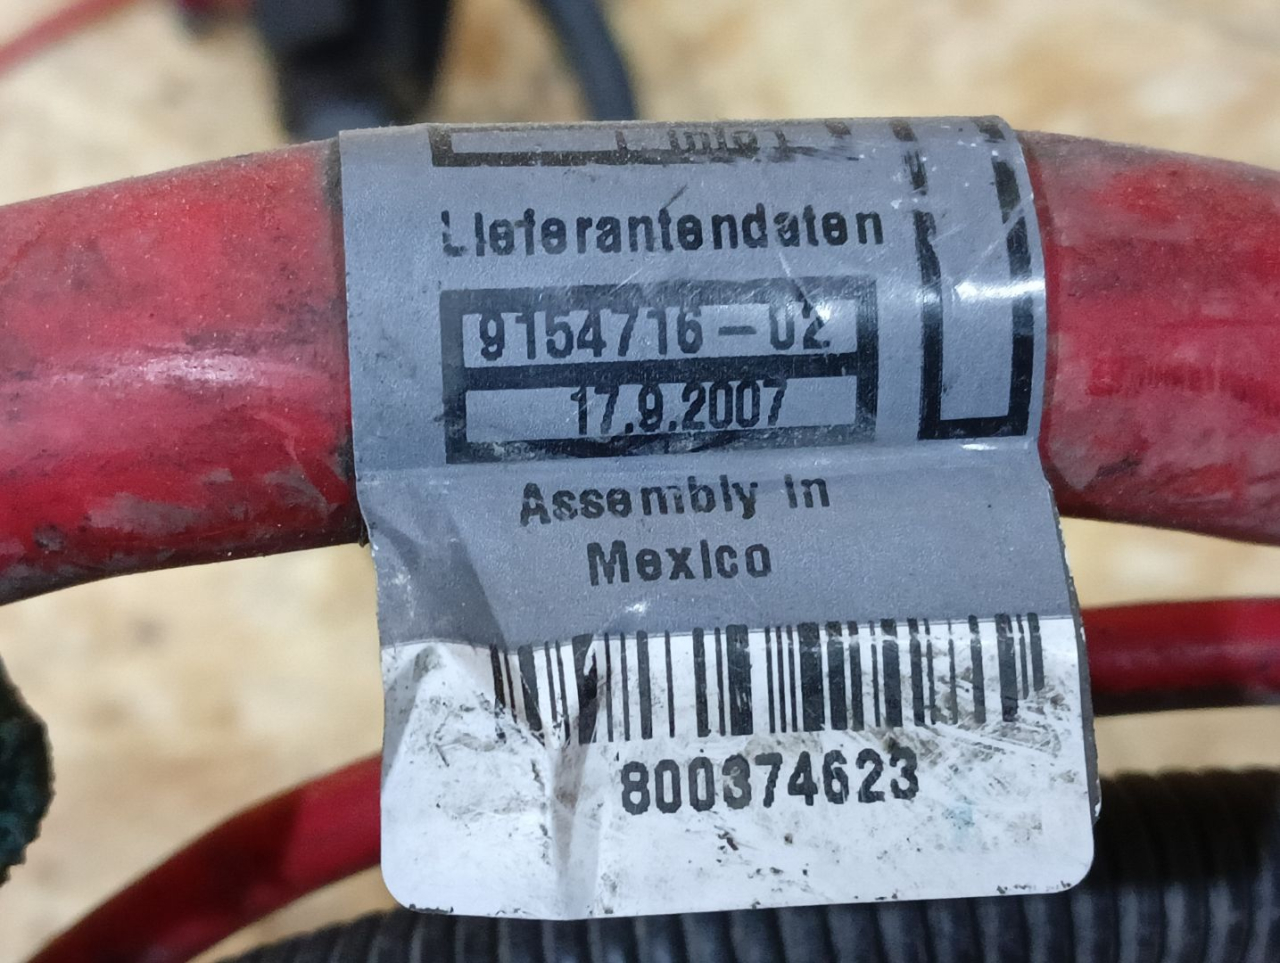 Lieferantendaten
9154716-02
17.9.2007
Assembly in
Mexico
800374623